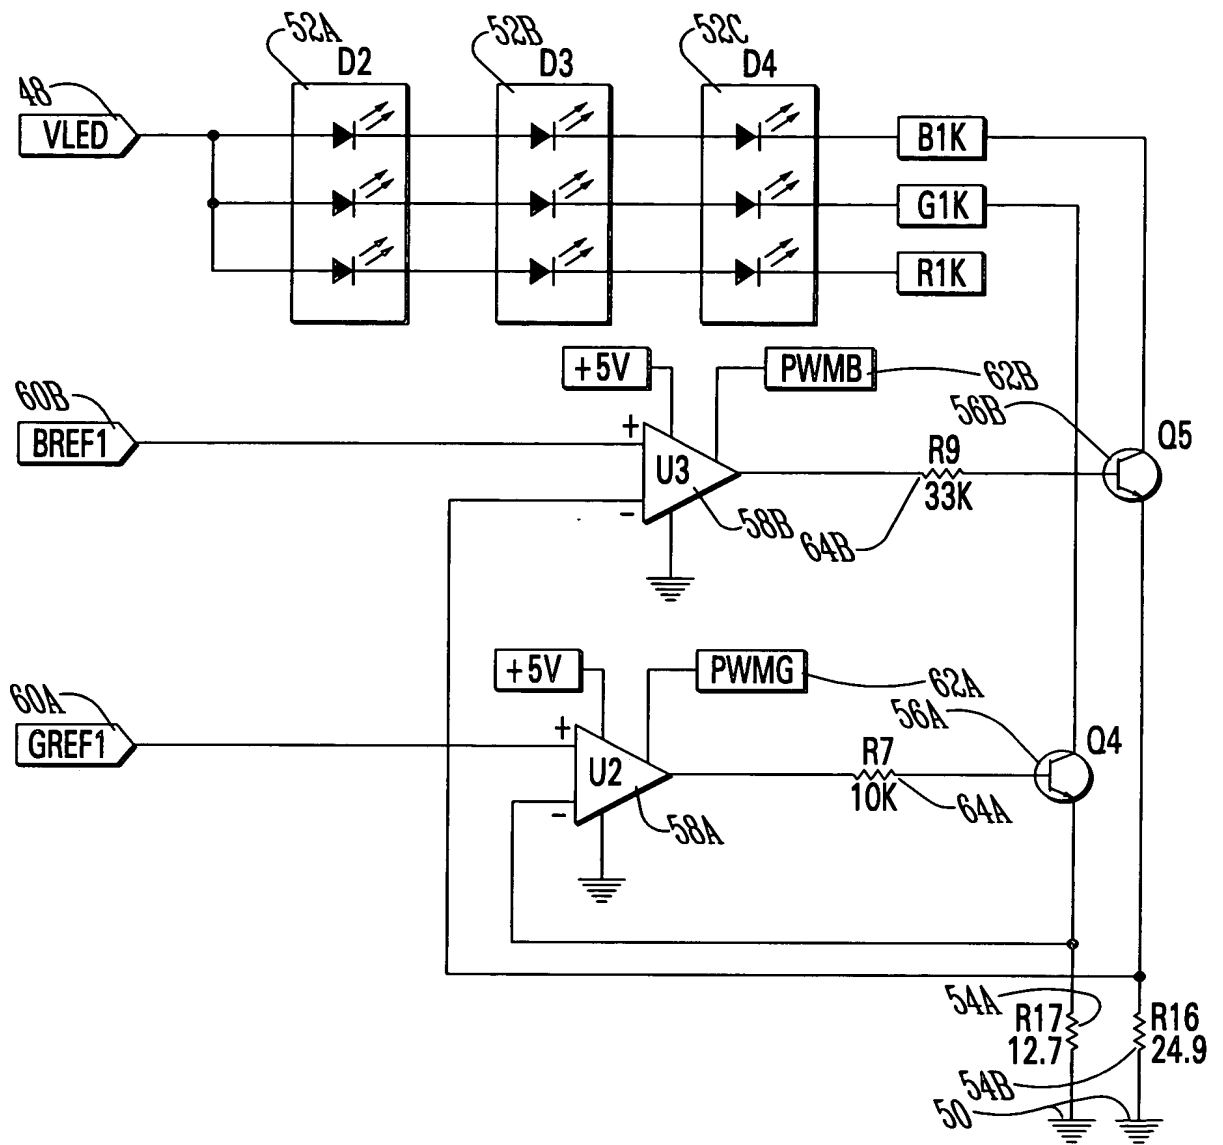 52A
52B
52C
D2
D3
D4
48
VLED
B1K
G1K
R1K
+5V
PWMB
62B
60B
56B
BREF1
+
U3
-
58B
R9
33K
64B
Q5
+5V
PWMG
62A
60A
56A
GREF1
+
U2
-
58A
R7
10K
64A
Q4
54A
R17
12.7
R16
24.9
54B
50